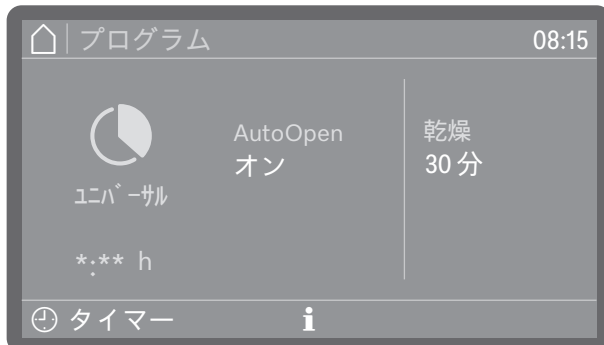 プログラム 08:15
AutoOpen
オン
乾燥
30 分
ﾕﾆﾊﾞｰｻﾙ
*:** h
タイマー i